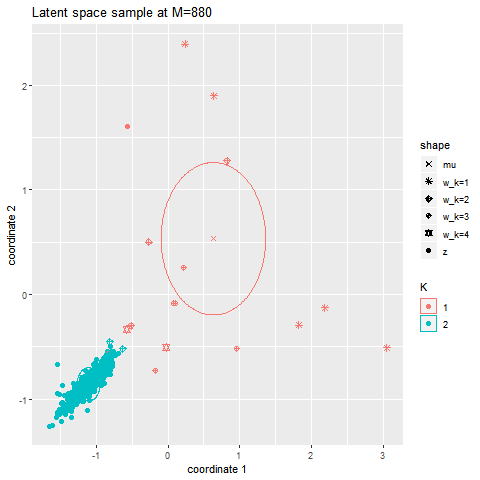 Latent space sample at M=880
coordinate 2
2
1
0
-1
-1
0
1
2
3
coordinate 1
shape
mu
w_k=1
w_k=2
w_k=3
w_k=4
z
K
1
2